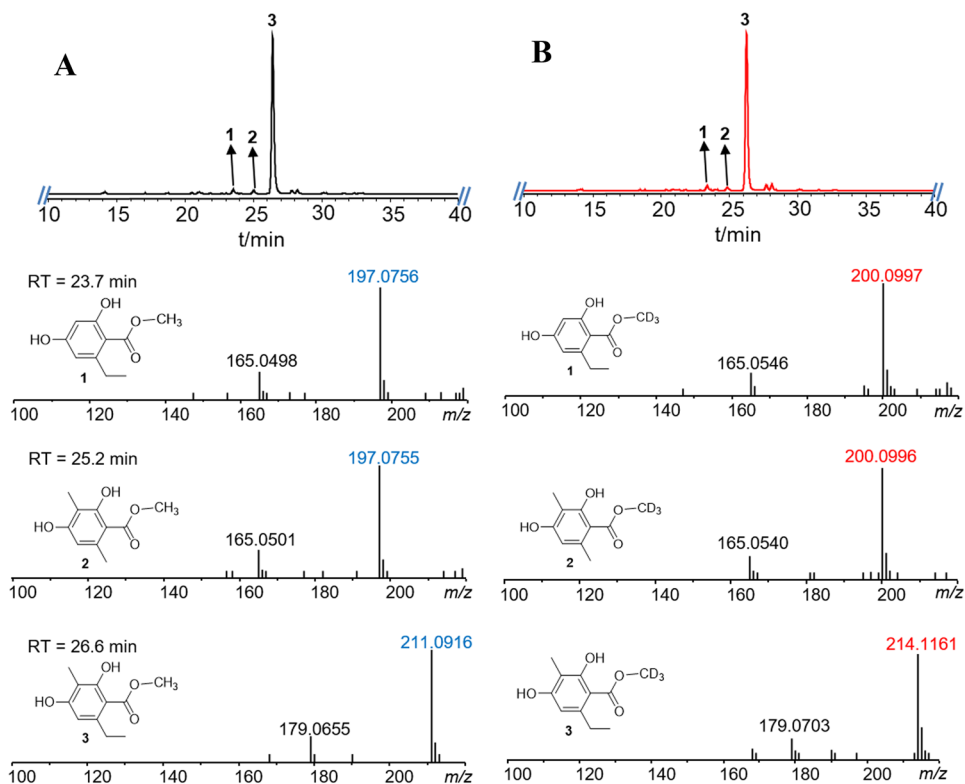 A
3
1
2
10 15 20 25 30 35 40
t/min
B
3
1
2
10 15 20 25 30 35 40
t/min
RT = 23.7 min
197.0756
OH
O
CH3
HO
O
165.0498
1
100 120 140 160 180 200 m/z
200.0997
OH
O
CD3
HO
O
165.0546
1
100 120 140 160 180 200 m/z
RT = 25.2 min
197.0755
OH
O
CH3
HO
O
165.0501
2
100 120 140 160 180 200 m/z
200.0996
OH
O
CD3
HO
O
165.0540
2
100 120 140 160 180 200 m/z
RT = 26.6 min
211.0916
OH
O
CH3
HO
O
179.0655
3
100 120 140 160 180 200 m/z
214.1161
OH
O
CD3
HO
O
179.0703
3
100 120 140 160 180 200 m/z